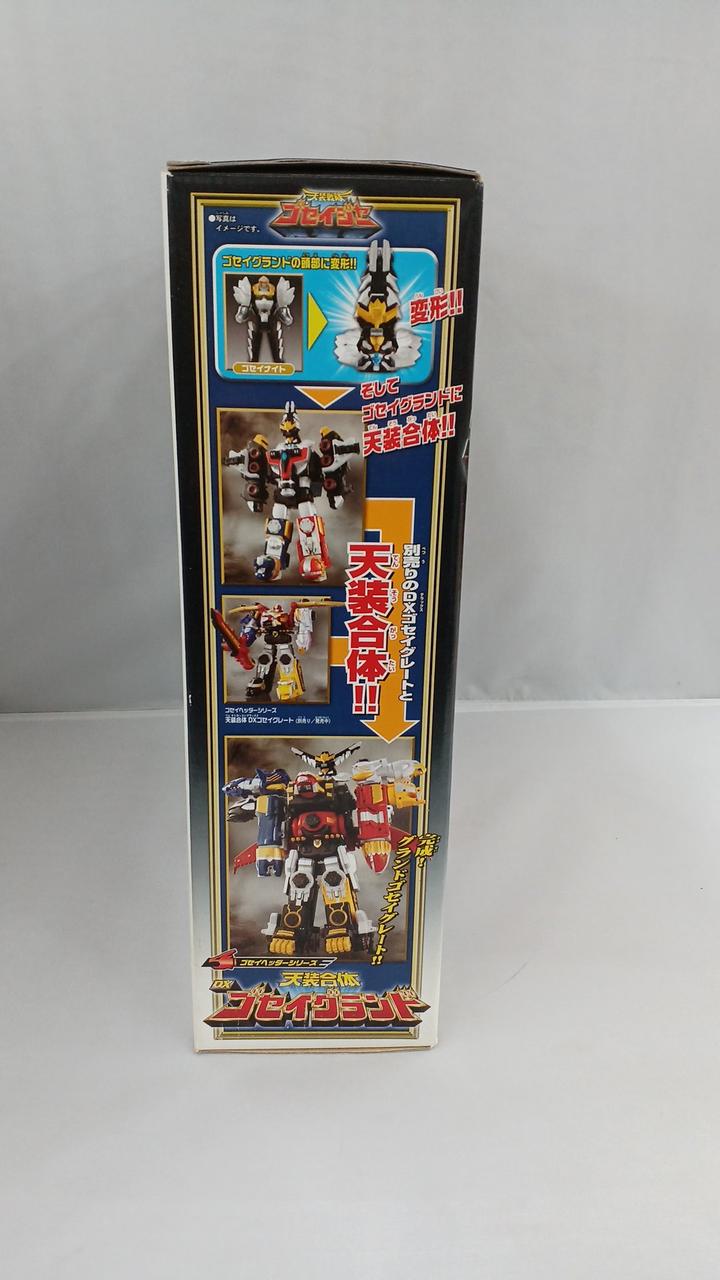 天装戦隊
ゴセイジャー
●写真は
イメージです。
ゴセイグランドの頭部に変形!!
ゴセイナイト
変形!!
そして
ゴセイグランドに
天装合体!!
別売りのDXゴセイグレートと
天装合体!!
ゴセイヘッダーシリーズ
天装合体 DXゴセイグレート(別売り/発売中)
完成!!
グランドゴセイグレート!!
ゴセイヘッダーシリーズ
天装合体
DX
ゴセイグランド